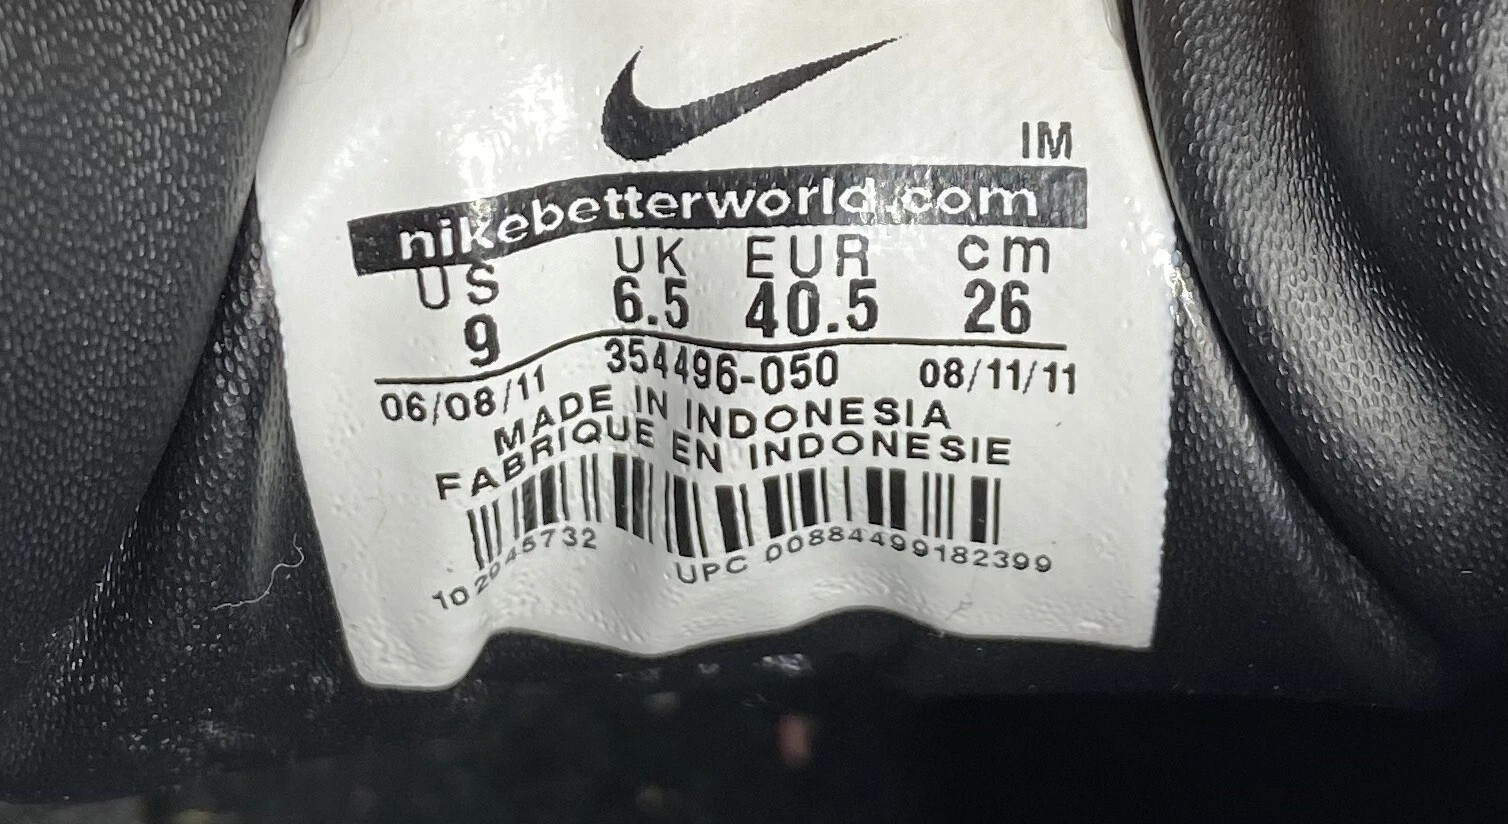 IM
nikebetterworld.com
US UK EUR cm
9 6.5 40.5 26
06/08/11 354496-050 08/11/11
MADE IN INDONESIA
FABRIQUE EN INDONESIE
102045732 UPC 00884499182399